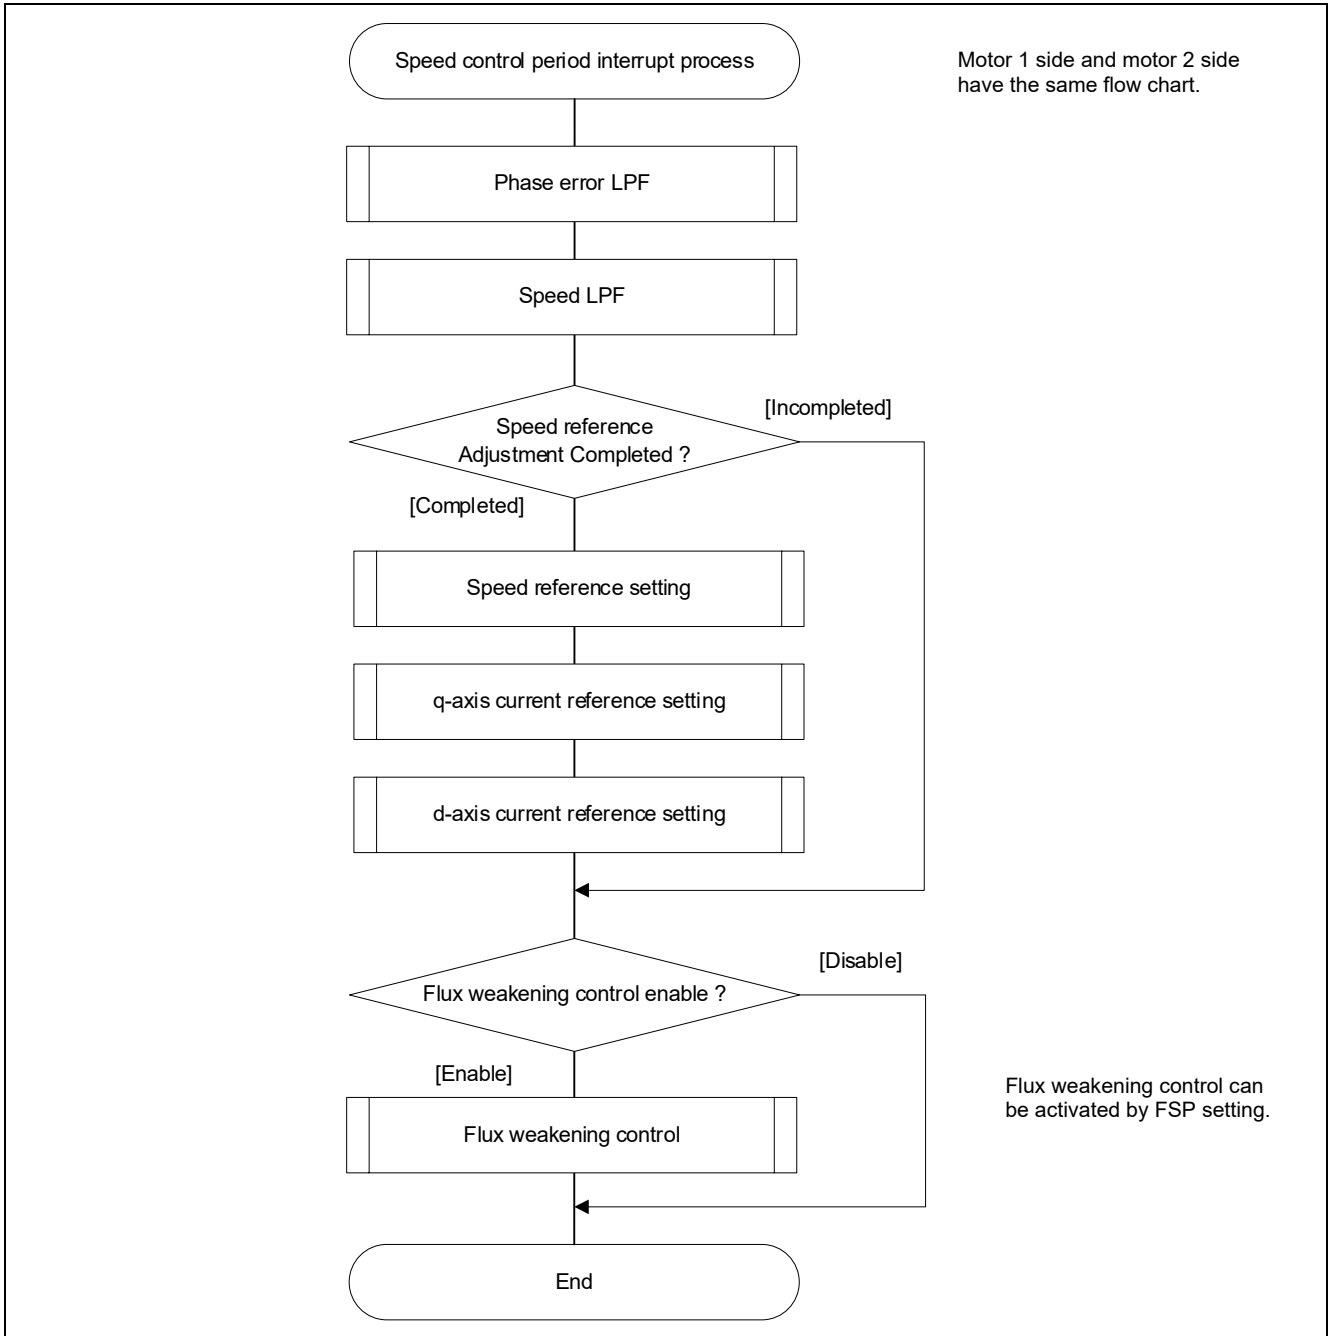 Speed control period interrupt process
Motor 1 side and motor 2 side
have the same flow chart.
Phase error LPF
Speed LPF
[Incompleted]
Speed reference
Adjustment Completed ?
[Completed]
Speed reference setting
q-axis current reference setting
d-axis current reference setting
[Disable]
Flux weakening control enable ?
[Enable]
Flux weakening control can
be activated by FSP setting.
Flux weakening control
End